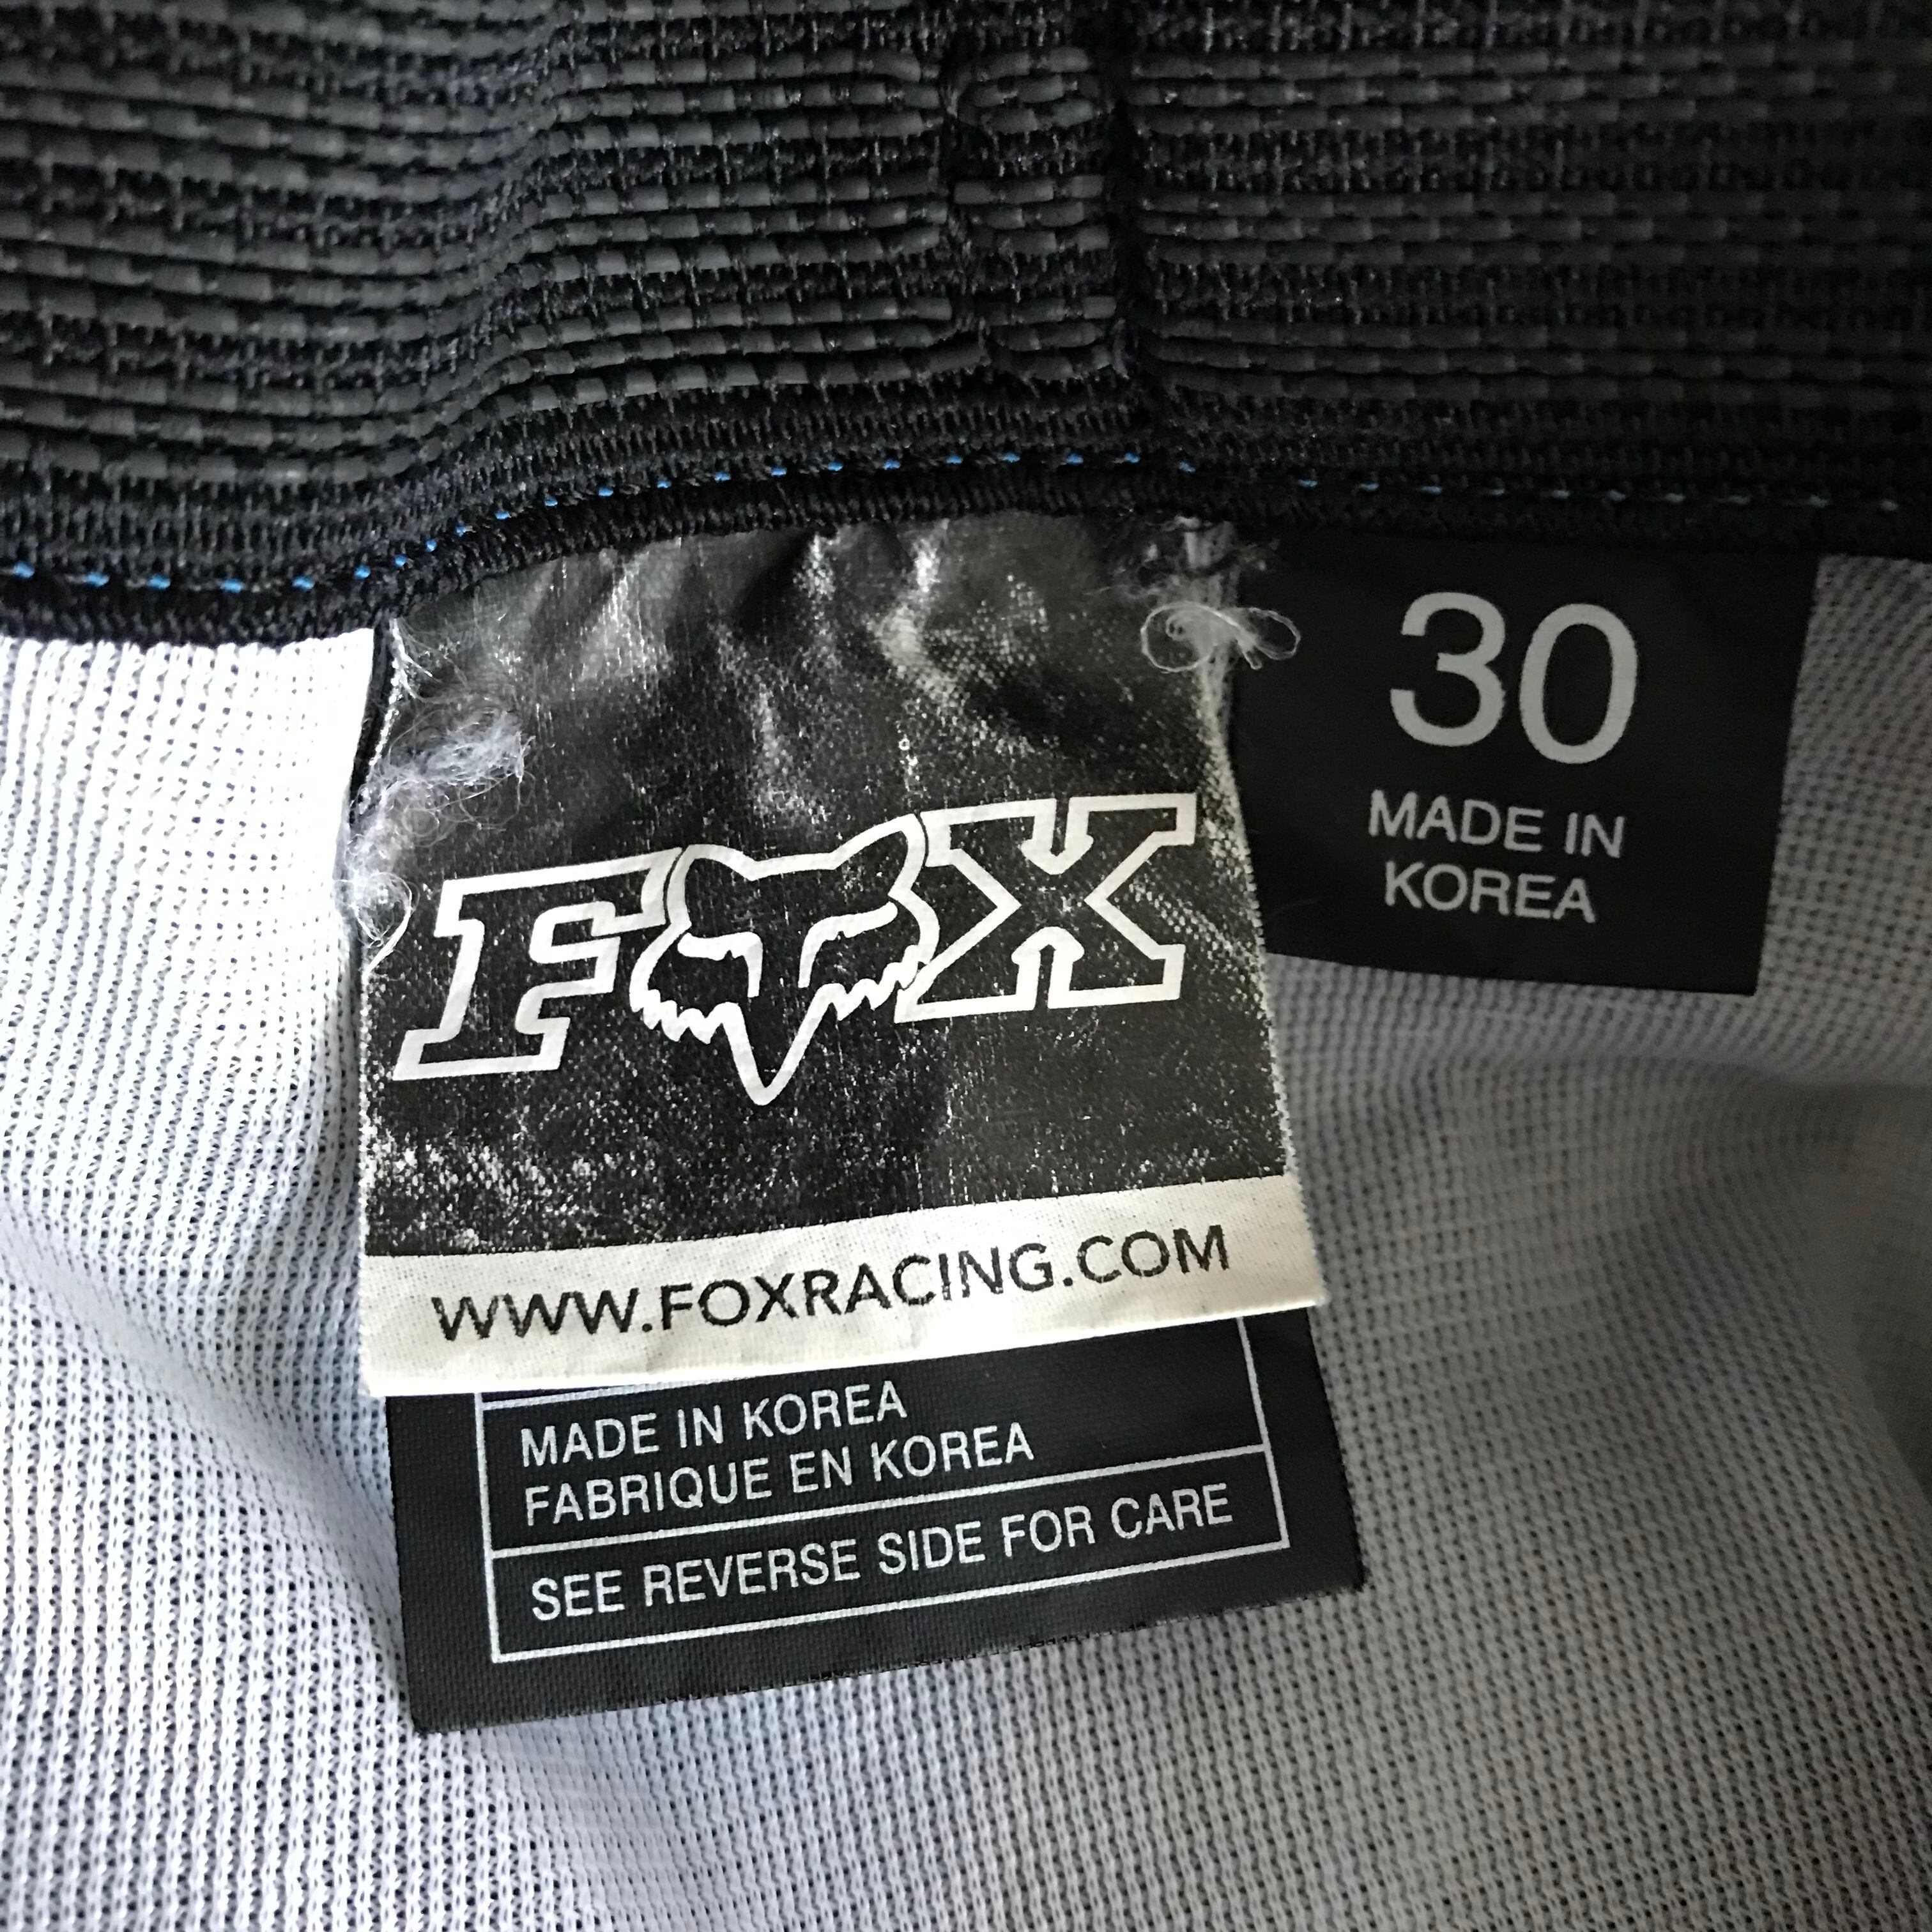 FOX
WWW.FOXRACING.COM
30
MADE IN
KOREA
MADE IN KOREA
FABRIQUE EN KOREA
SEE REVERSE SIDE FOR CARE